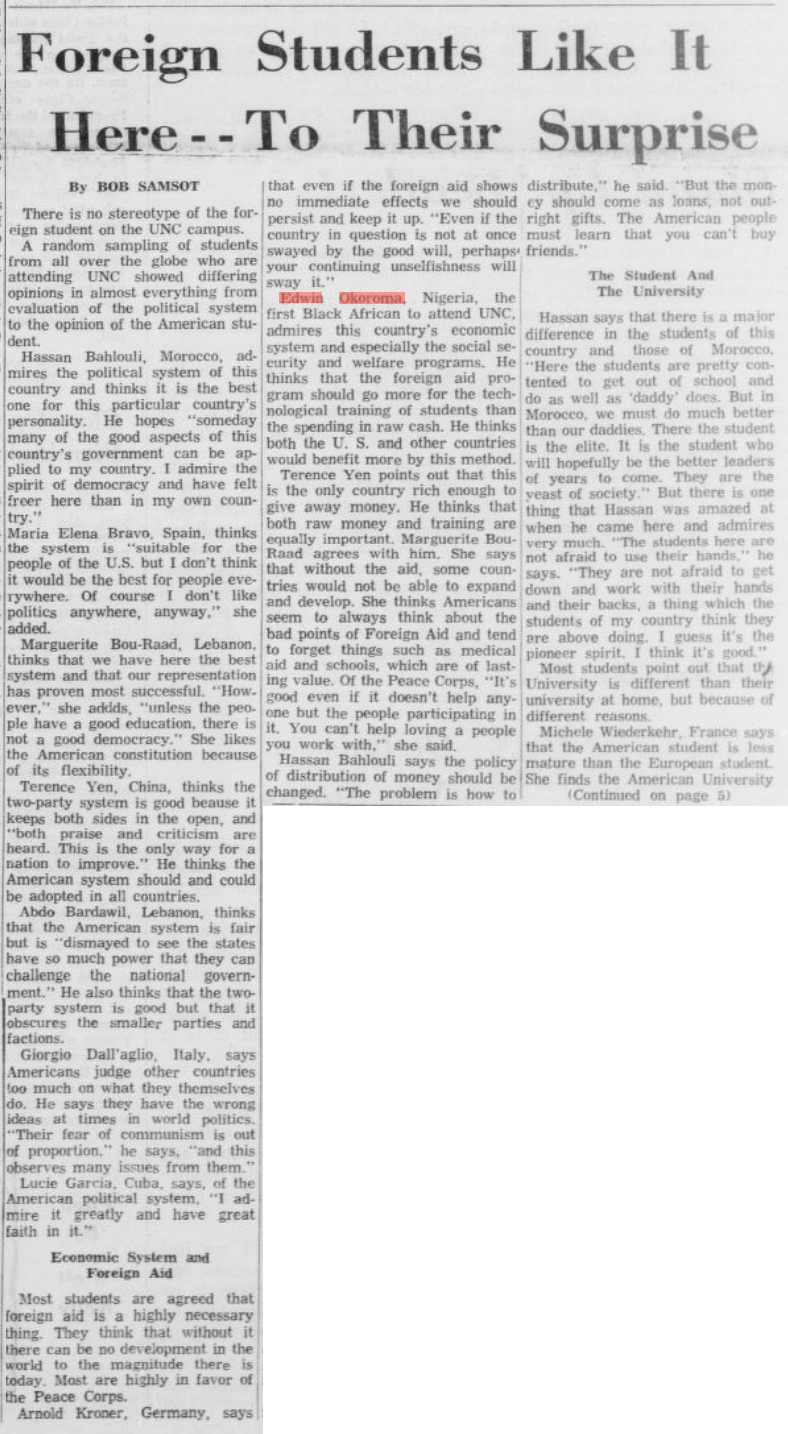 Foreign Students Like It
Here -- To Their Surprise
By BOB SAMSOT
There is no stereotype of the for-
eign student on the UNC campus.
A random sampling of students
from all over the globe who are
attending UNC showed differing
opinions in almost everything from
evaluation of the political system
to the opinion of the American stu-
dent.
Hassan Bahlouli, Morocco, ad-
mires the political system of this
country and thinks it is the best
one for this particular country's
personality. He hopes "someday
many of the good aspects of this
country's government can be ap-
plied to my country. I admire the
spirit of democracy and have felt
freer here than in my own coun-
try."
Maria Elena Bravo, Spain, thinks
the system is "suitable for the
people of the U.S. but I don't think
it would be the best for people eve-
rywhere. Of course I don't like
politics anywhere, anyway," she
added.
Marguerite Bou-Raad, Lebanon,
thinks that we have here the best
system and that our representation
has proven most successful. "How-
ever," she addds, "unless the peo-
ple have a good education, there is
not a good democracy." She likes
the American constitution because
of its flexibility.
Terence Yen, China, thinks the
two-party system is good beause it
keeps both sides in the open, and
"both praise and criticism are
heard. This is the only way for a
nation to improve." He thinks the
American system should and could
be adopted in all countries.
Abdo Bardawil, Lebanon, thinks
that the American system is fair
but is "dismayed to see the states
have so much power that they can
challenge the national govern-
ment." He also thinks that the two-
party system is good but that it
obscures the smaller parties and
factions.
Giorgio Dall'aglio, Italy, says
Americans judge other countries
too much on what they themselves
do. He says they have the wrong
ideas at times in world politics.
"Their fear of communism is out
of proportion," he says, "and this
observes many issues from them."
Lucie Garcia, Cuba, says, of the
American political system, "I ad-
mire it greatly and have great
faith in it."
Economic System and
Foreign Aid
Most students are agreed that
foreign aid is a highly necessary
thing. They think that without it
there can be no development in the
world to the magnitude there is
today. Most are highly in favor of
the Peace Corps.
Arnold Kroner, Germany, says
that even if the foreign aid shows
no immediate effects we should
persist and keep it up. "Even if the
country in question is not at once
swayed by the good will, perhaps
your continuing unselfishness will
sway it."
Edwin Okoroma, Nigeria, the
first Black African to attend UNC,
admires this country's economic
system and especially the social se-
curity and welfare programs. He
thinks that the foreign aid pro-
gram should go more for the tech-
nological training of students than
the spending in raw cash. He thinks
both the U. S. and other countries
would benefit more by this method.
Terence Yen points out that this
is the only country rich enough to
give away money. He thinks that
both raw money and training are
equally important. Marguerite Bou-
Raad agrees with him. She says
that without the aid, some coun-
tries would not be able to expand
and develop. She thinks Americans
seem to always think about the
bad points of Foreign Aid and tend
to forget things such as medical
aid and schools, which are of last-
ing value. Of the Peace Corps, "It's
good even if it doesn't help any-
one but the people participating in
it. You can't help loving a people
you work with," she said.
Hassan Bahlouli says the policy
of distribution of money should be
changed. "The problem is how to
distribute," he said. "But the mon-
ey should come as loans, not out-
right gifts. The American people
must learn that you can't buy
friends."
The Student And
The University
Hassan says that there is a major
difference in the students of this
country and those of Morocco.
"Here the students are pretty con-
tented to get out of school and
do as well as 'daddy' does. But in
Morocco, we must do much better
than our daddies. There the student
is the elite. It is the student who
will hopefully be the better leaders
of years to come. They are the
yeast of society." But there is one
thing that Hassan was amazed at
when he came here and admires
very much. "The students here are
not afraid to use their hands," he
says. "They are not afraid to get
down and work with their hands
and their backs, a thing which the
students of my country think they
are above doing. I guess it's the
pioneer spirit. I think it's good."
Most students point out that the
University is different than their
university at home, but because of
different reasons.
Michele Wiederkehr, France says
that the American student is less
mature than the European student.
She finds the American University
(Continued on page 5)